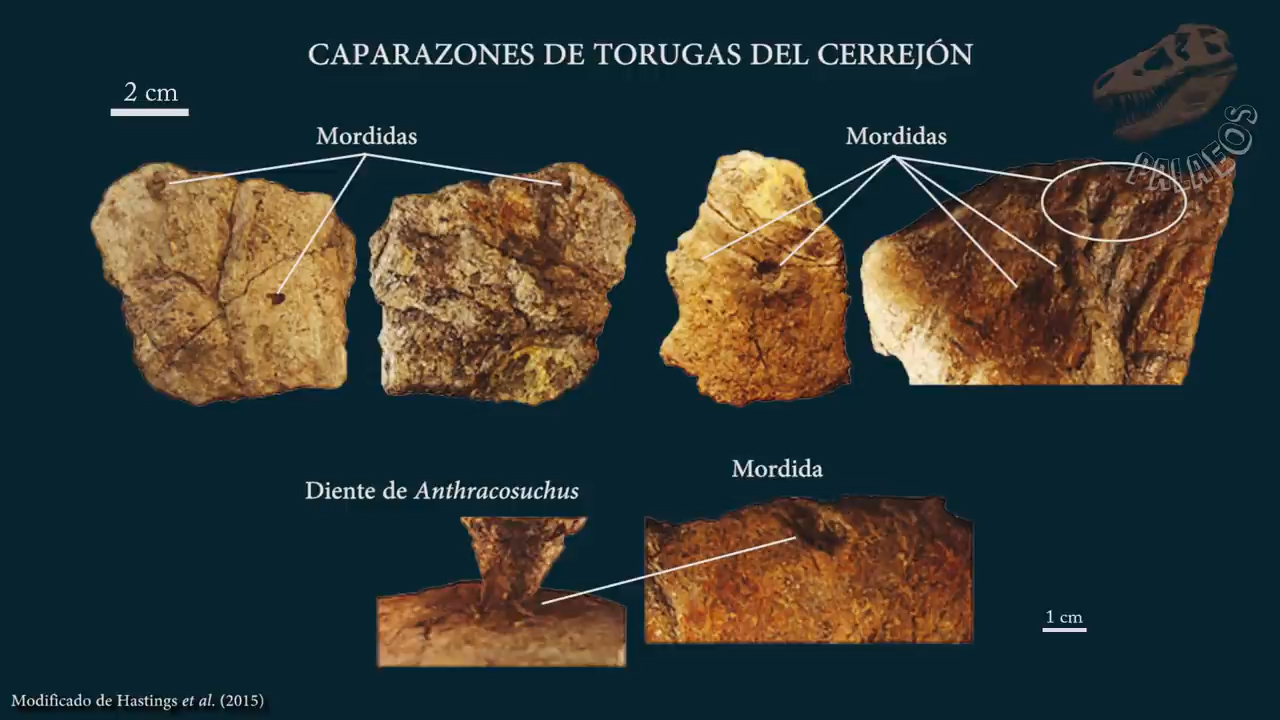 CAPARAZONES DE TORUGAS DEL CERREJÓN
2 cm
PALAEOS
Mordidas
Mordidas
Mordida
Diente de Anthracosuchus
1 cm
Modificado de Hastings et al. (2015)